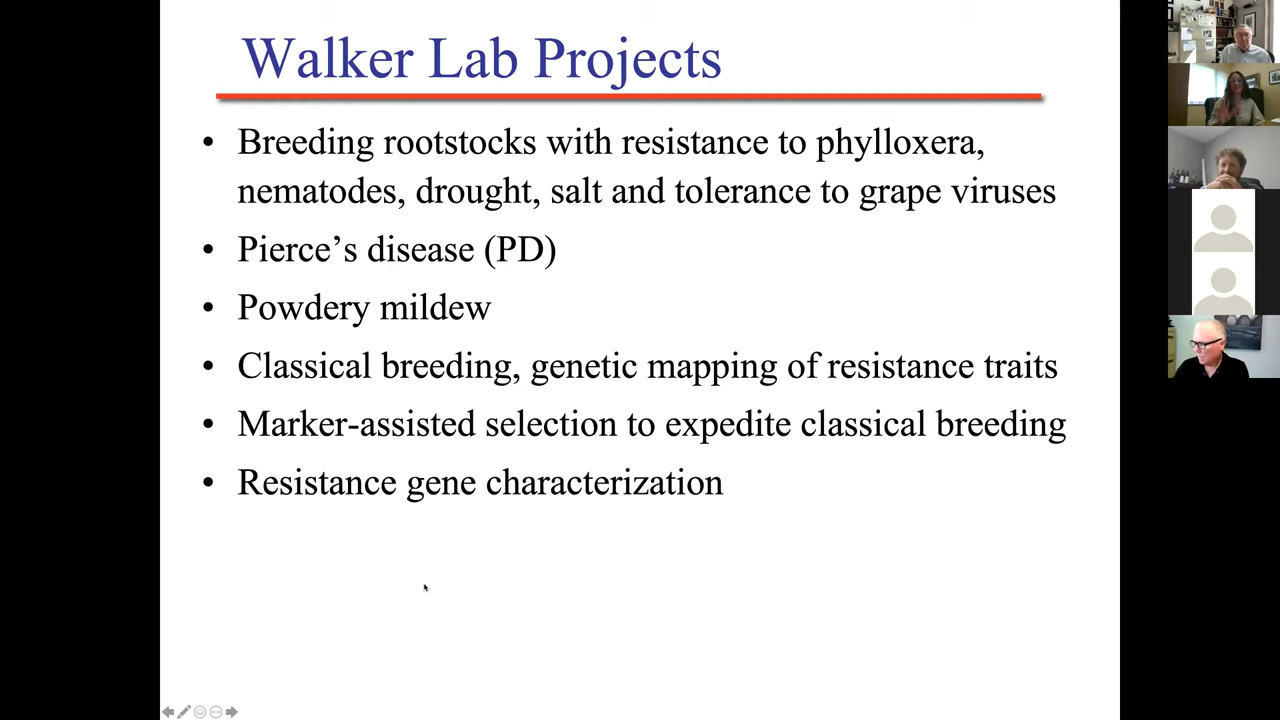 Walker Lab Projects
• Breeding rootstocks with resistance to phylloxera,
nematodes, drought, salt and tolerance to grape viruses
• Pierce’s disease (PD)
• Powdery mildew
• Classical breeding, genetic mapping of resistance traits
• Marker-assisted selection to expedite classical breeding
• Resistance gene characterization